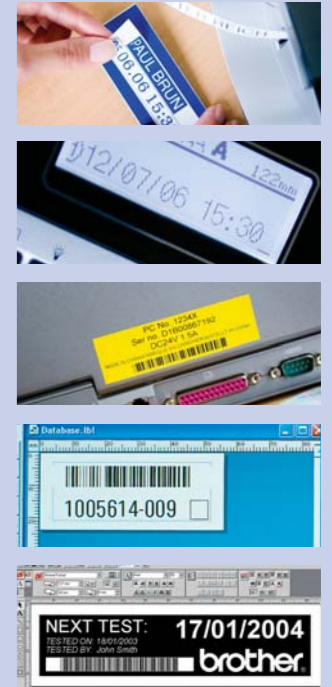 PAUL BRUN
06.06 15:3
A
122mm
1)12/07/06 15:30
PC No. 1234X
Ser no. D1B00867192
DC24V 1.5A
Database.lbl
1005614-009
NEXT TEST:
17/01/2004
TESTED ON: 18/01/2003
TESTED BY: John Smith
brother